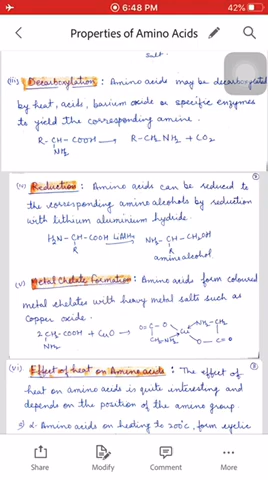 6:48 PM
42%
Properties of Amino Acids
(iii) Decarboxylation : Amino acids may be decarboxylated
by heat, acids, barium oxide or specific enzymes
to yield the corresponding amine.
R-CH-COOH → R-CH₂NH₂ + CO₂
NH₂
(iv) Reduction : Amino acids can be reduced to
the corresponding amino alcohols by reduction
with lithium aluminium hydride.
H₂N-CH-COOH LiAlH₄→ NH₂-CH-CH₂OH
R R
aminoalcohol
(v) Metal Chelate Formation : Amino acids form coloured
metal chelates with heavy metal salts such as
copper oxide.
2 CH₂-COOH + CuO →
NH₂
O=C-O NH₂-CH₂
Cu
CH₂-NH₂ O-C=O
(vi) Effect of heat on Amino acids : The effect of
heat on amino acids is quite interesting and
depends on the position of the amino group.
α-Amino acids on heating to 200°C, form cyclic
Share
Modify
Comment
More